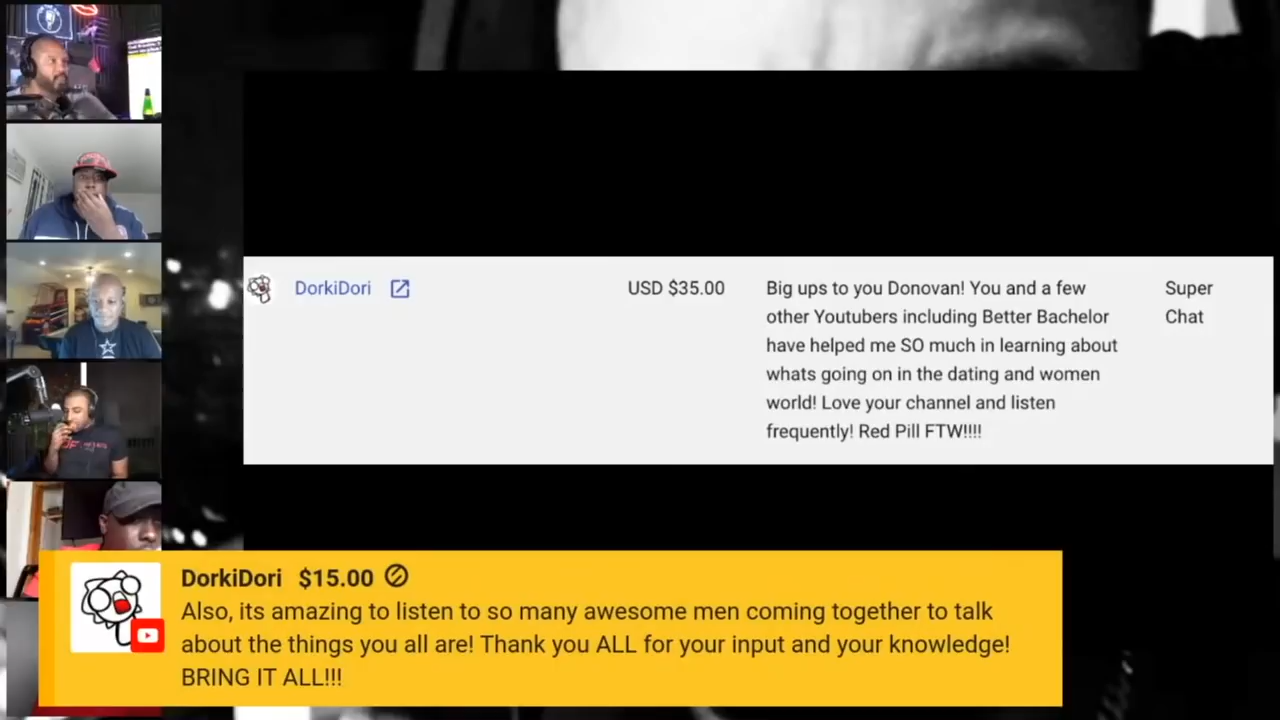 DorkiDori
USD $35.00
Big ups to you Donovan! You and a few
other Youtubers including Better Bachelor
have helped me SO much in learning about
whats going on in the dating and women
world! Love your channel and listen
frequently! Red Pill FTW!!!!
Super
Chat
DorkiDori $15.00
Also, its amazing to listen to so many awesome men coming together to talk
about the things you all are! Thank you ALL for your input and your knowledge!
BRING IT ALL!!!